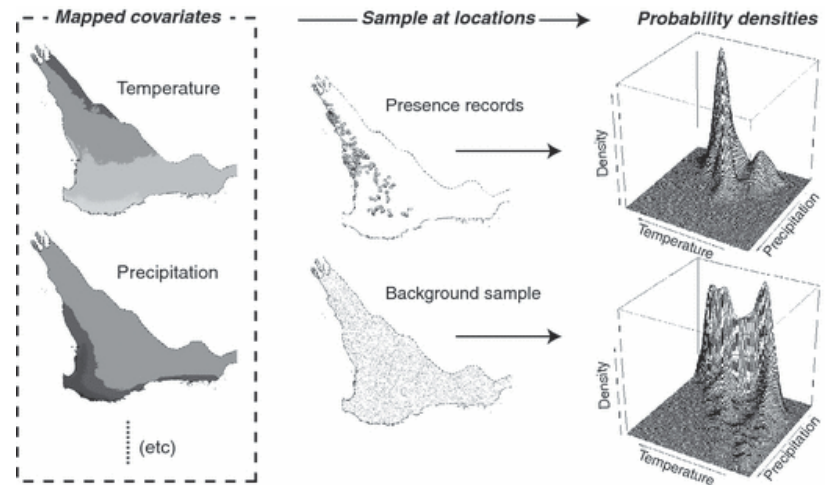 Mapped covariates
Sample at locations
Probability densities
Temperature
Precipitation
(etc)
Presence records
Background sample
Density
Temperature
Precipitation
Density
Temperature
Precipitation